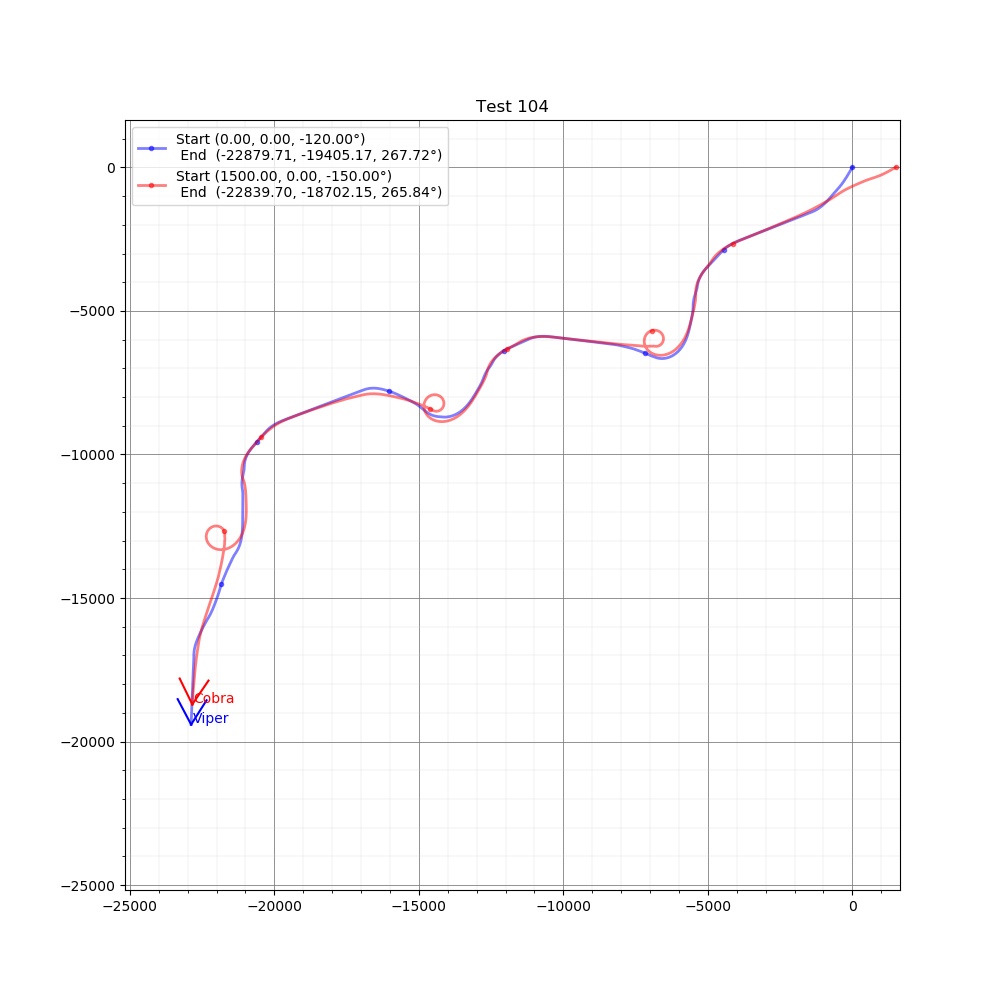 Test 104
Start (0.00, 0.00, -120.00°)
End (-22879.71, -19405.17, 267.72°)
Start (1500.00, 0.00, -150.00°)
End (-22839.70, -18702.15, 265.84°)
0
−5000
−10000
−15000
−20000
−25000
Cobra
Viper
−25000 −20000 −15000 −10000 −5000 0